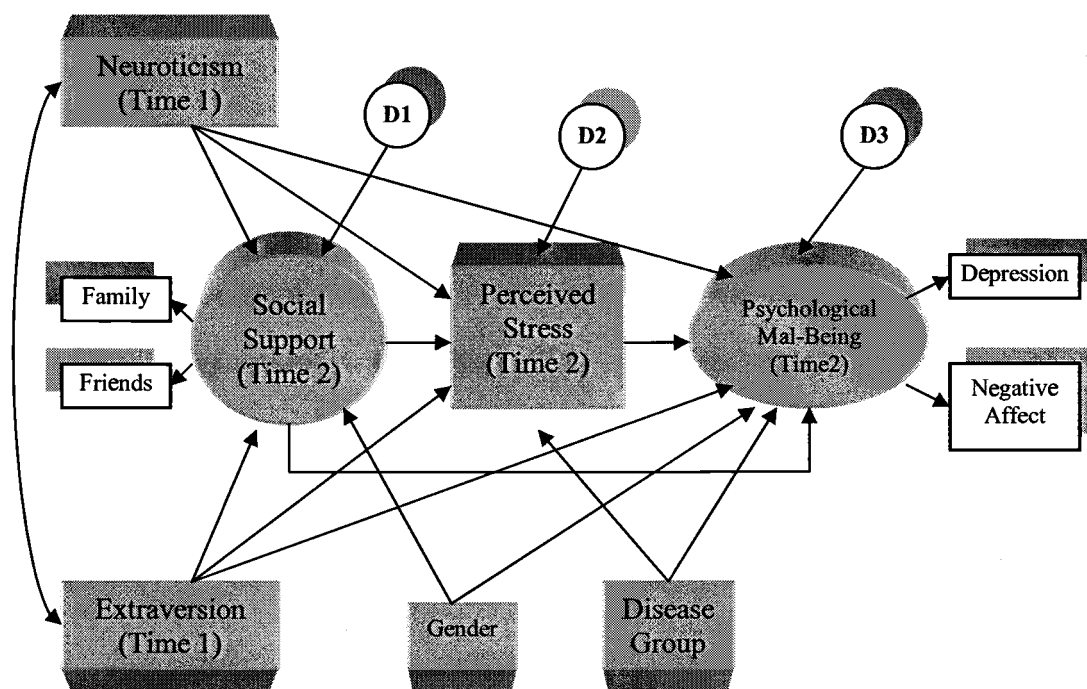 Neuroticism
(Time 1)
D1
D2
D3
Family
Friends
Social
Support
(Time 2)
Perceived
Stress
(Time 2)
Psychological
Mal-Being
(Time2)
Depression
Negative
Affect
Extraversion
(Time 1)
Gender
Disease
Group